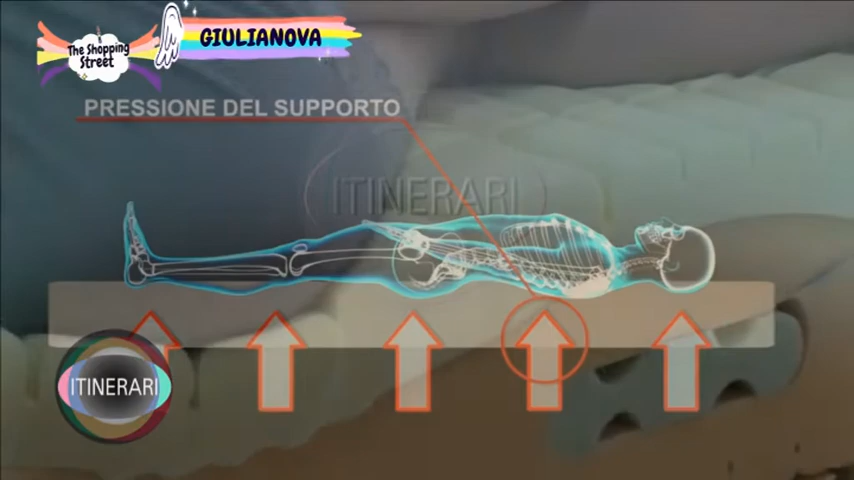 The Shopping
Street
GIULIANOVA
PRESSIONE DEL SUPPORTO
ITINERARI
ITINERARI